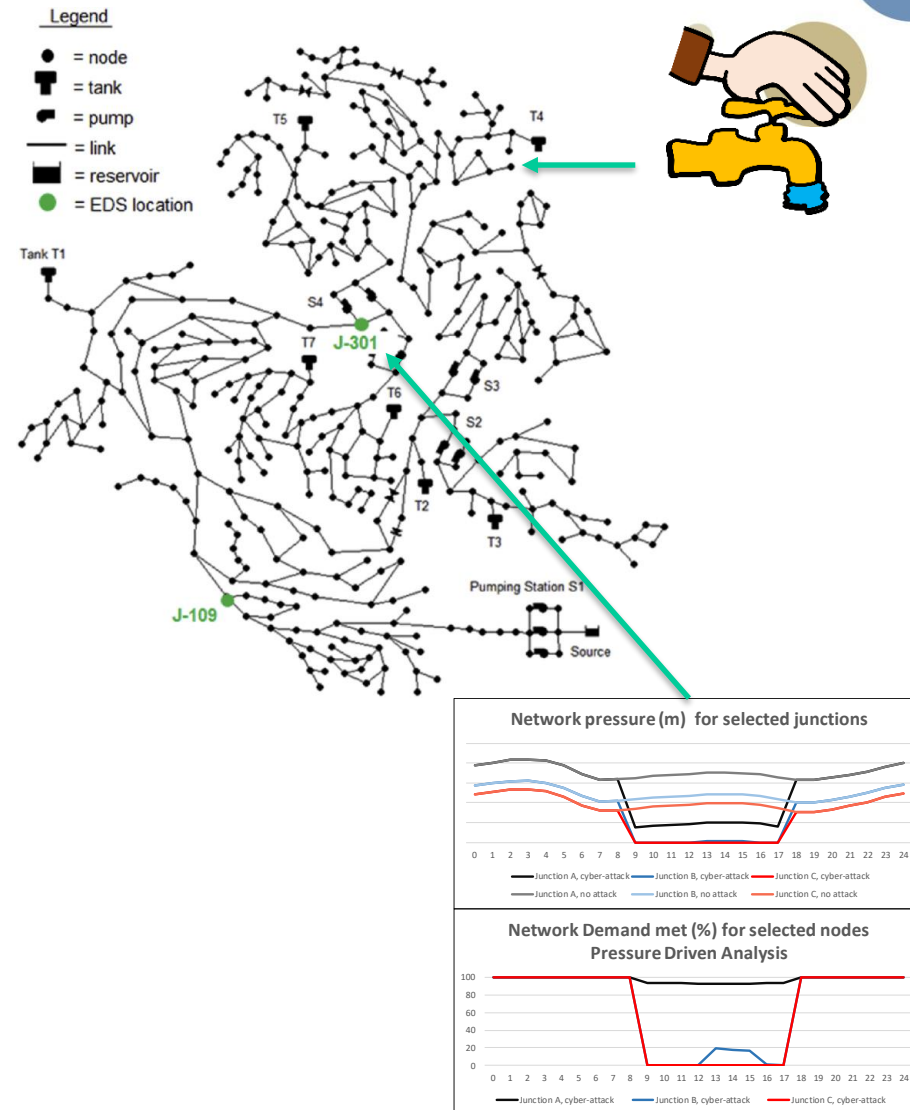 Legend
= node
= tank
= pump
= link
= reservoir
= EDS location
T5
T4
Tank T1
S4
J-301
T7
S3
T6
S2
T2
T3
Pumping Station S1
J-109
Source
Network pressure (m) for selected junctions
0 1 2 3 4 5 6 7 8 9 10 11 12 13 14 15 16 17 18 19 20 21 22 23 24
Junction A, cyber-attack Junction B, cyber-attack Junction C, cyber-attack
Junction A, no attack Junction B, no attack Junction C, no attack
Network Demand met (%) for selected nodes
Pressure Driven Analysis
100
80
60
40
20
0
0 1 2 3 4 5 6 7 8 9 10 11 12 13 14 15 16 17 18 19 20 21 22 23 24
Junction A, cyber-attack Junction B, cyber-attack Junction C, cyber-attack